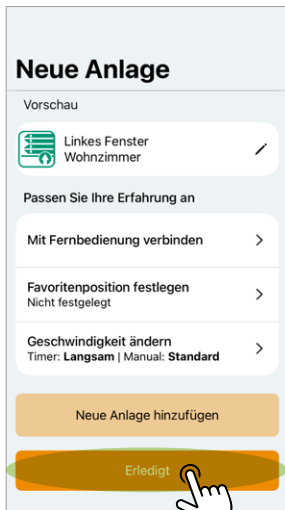 Neue Anlage
Vorschau
Linkes Fenster
Wohnzimmer
Passen Sie Ihre Erfahrung an
Mit Fernbedienung verbinden
Favoritenposition festlegen
Nicht festgelegt
Geschwindigkeit ändern
Timer: Langsam | Manual: Standard
Neue Anlage hinzufügen
Erledigt